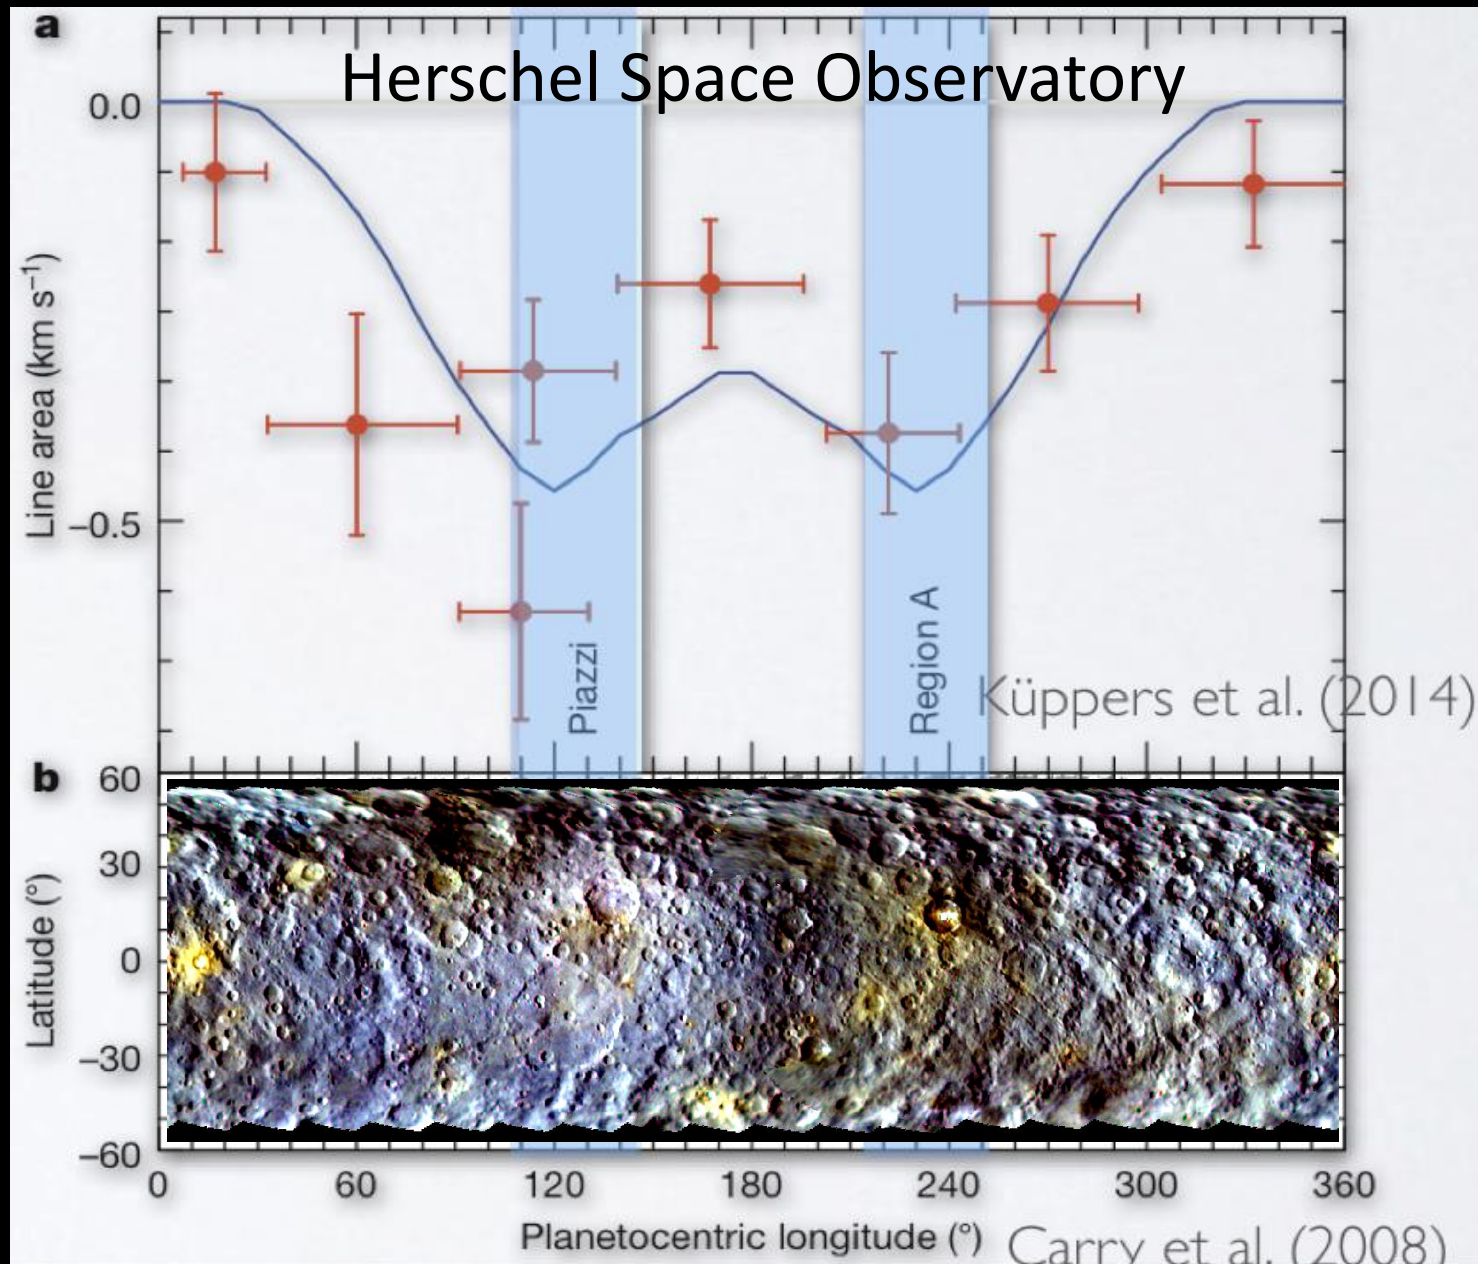 a
Herschel Space Observatory
0.0
−0.5
Line area (km s⁻¹)
Piazzi
Region A
Küppers et al. (2014)
b
60
30
0
−30
−60
Latitude (°)
0 60 120 180 240 300 360
Planetocentric longitude (°)
Carry et al. (2008)